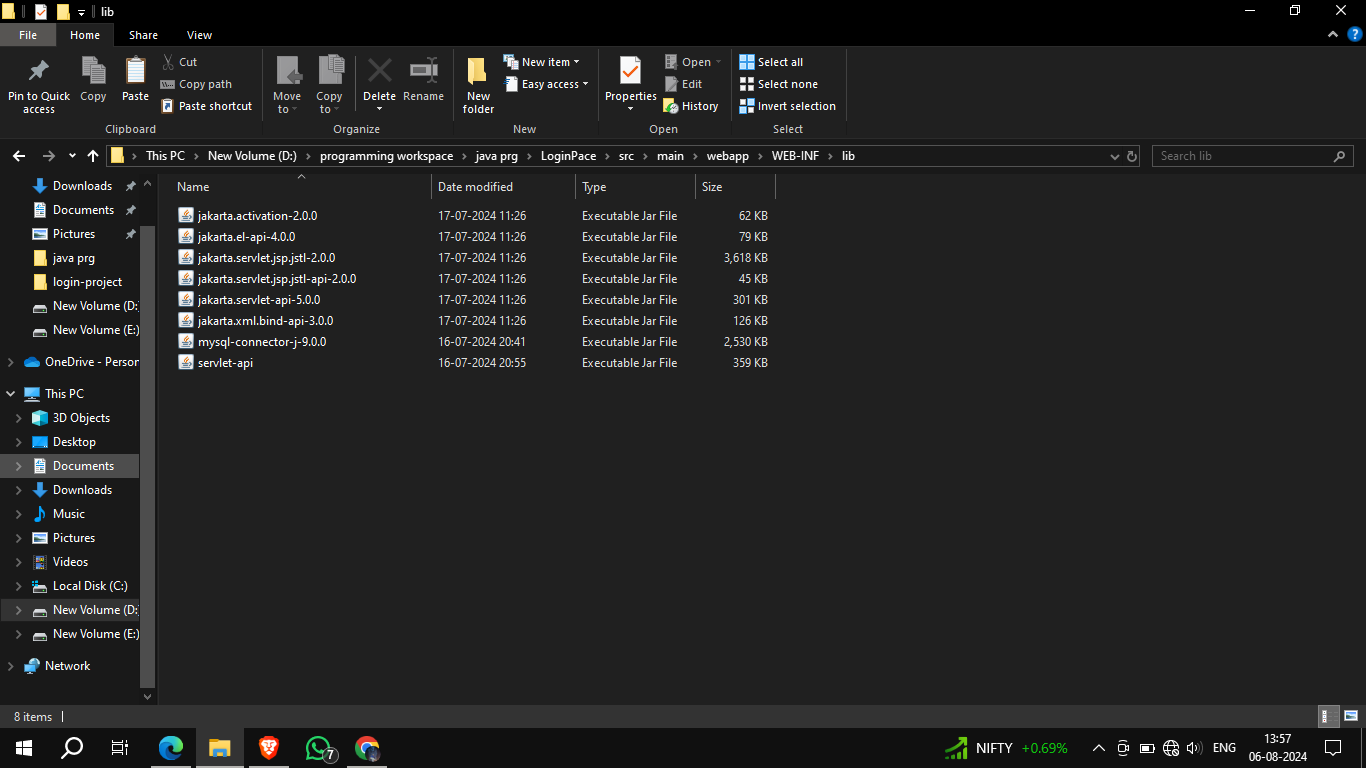 lib
File Home Share View
Pin to Quick access
Copy
Paste
Cut
Copy path
Paste shortcut
Move to
Copy to
Delete
Rename
New folder
New item
Easy access
Properties
Open
Edit
History
Select all
Select none
Invert selection
Clipboard Organize New Open Select
This PC New Volume (D:) programming workspace java prg LoginPace src main webapp WEB-INF lib
Search lib
Downloads
Documents
Pictures
java prg
login-project
New Volume (D:
New Volume (E:)
OneDrive - Person
This PC
3D Objects
Desktop
Documents
Downloads
Music
Pictures
Videos
Local Disk (C:)
New Volume (D:
New Volume (E:)
Network
Name Date modified Type Size
jakarta.activation-2.0.0 17-07-2024 11:26 Executable Jar File 62 KB
jakarta.el-api-4.0.0 17-07-2024 11:26 Executable Jar File 79 KB
jakarta.servlet.jsp.jstl-2.0.0 17-07-2024 11:26 Executable Jar File 3,618 KB
jakarta.servlet.jsp.jstl-api-2.0.0 17-07-2024 11:26 Executable Jar File 45 KB
jakarta.servlet-api-5.0.0 17-07-2024 11:26 Executable Jar File 301 KB
jakarta.xml.bind-api-3.0.0 17-07-2024 11:26 Executable Jar File 126 KB
mysql-connector-j-9.0.0 16-07-2024 20:41 Executable Jar File 2,530 KB
servlet-api 16-07-2024 20:55 Executable Jar File 359 KB
8 items
7
NIFTY +0.69%
ENG
13:57
06-08-2024